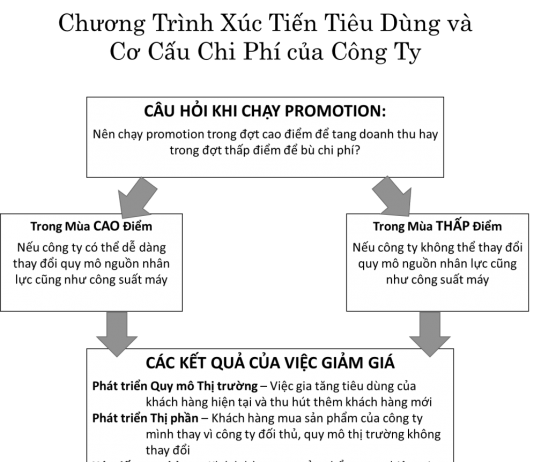 Chương Trình Xúc Tiến Tiêu Dùng và
Cơ Cấu Chi Phí của Công Ty
CÂU HỎI KHI CHẠY PROMOTION:
Nên chạy promotion trong đợt cao điểm để tang doanh thu hay
trong đợt thấp điểm để bù chi phí?
Trong Mùa CAO Điểm
Nếu công ty có thể dễ dàng
thay đổi quy mô nguồn nhân
lực cũng như công suất máy
Trong Mùa THẤP Điểm
Nếu công ty không thể thay đổi
quy mô nguồn nhân lực cũng
như công suất máy
CÁC KẾT QUẢ CỦA VIỆC GIẢM GIÁ
Phát triển Quy mô Thị trường – Việc gia tăng tiêu dùng của
khách hàng hiện tại và thu hút thêm khách hàng mới
Phát triển Thị phần – Khách hàng mua sản phẩm của công ty
mình thay vì công ty đối thủ, quy mô thị trường không
thay đổi